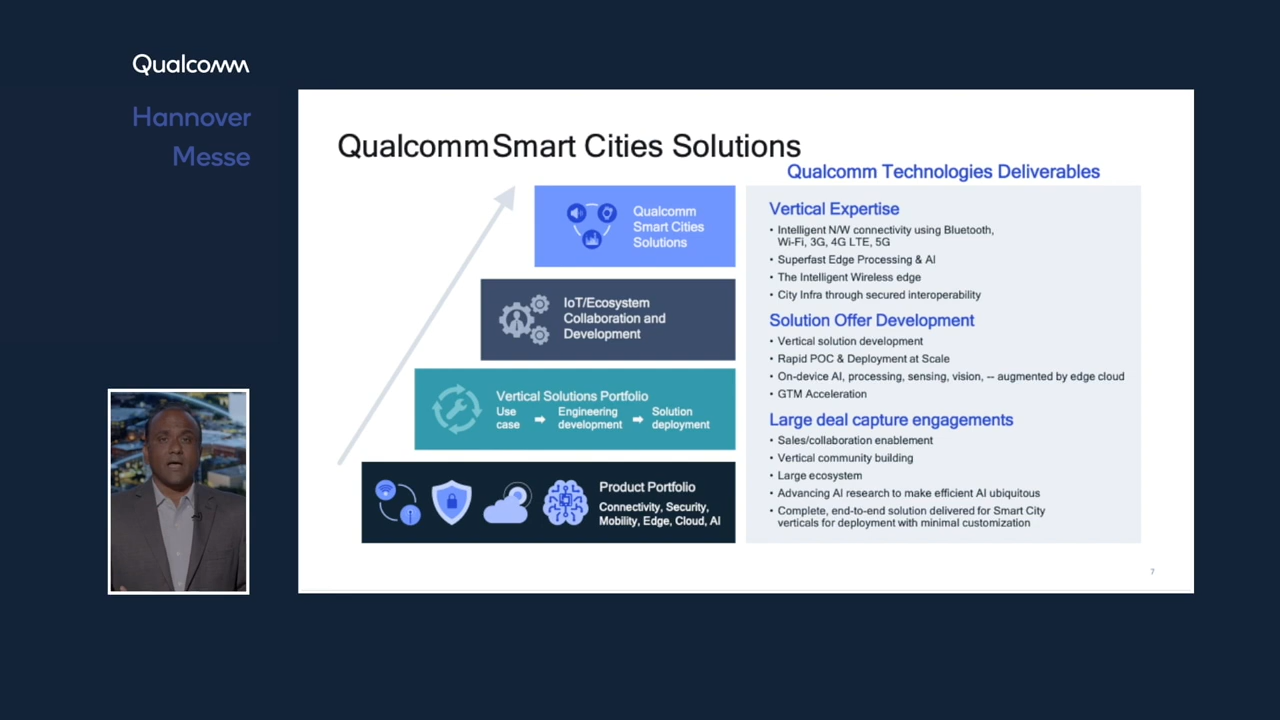 Qualcomm
Hannover
Messe
Qualcomm Smart Cities Solutions
Qualcomm
Smart Cities
Solutions
IoT/Ecosystem
Collaboration and
Development
Vertical Solutions Portfolio
Use
case
Engineering
development
Solution
deployment
Product Portfolio
Connectivity, Security,
Mobility, Edge, Cloud, AI
Qualcomm Technologies Deliverables
Vertical Expertise
• Intelligent N/W connectivity using Bluetooth,
Wi-Fi, 3G, 4G LTE, 5G
• Superfast Edge Processing & AI
• The Intelligent Wireless edge
• City Infra through secured interoperability
Solution Offer Development
• Vertical solution development
• Rapid POC & Deployment at Scale
• On-device AI, processing, sensing, vision, -- augmented by edge cloud
• GTM Acceleration
Large deal capture engagements
• Sales/collaboration enablement
• Vertical community building
• Large ecosystem
• Advancing AI research to make efficient AI ubiquitous
• Complete, end-to-end solution delivered for Smart City
verticals for deployment with minimal customization
7